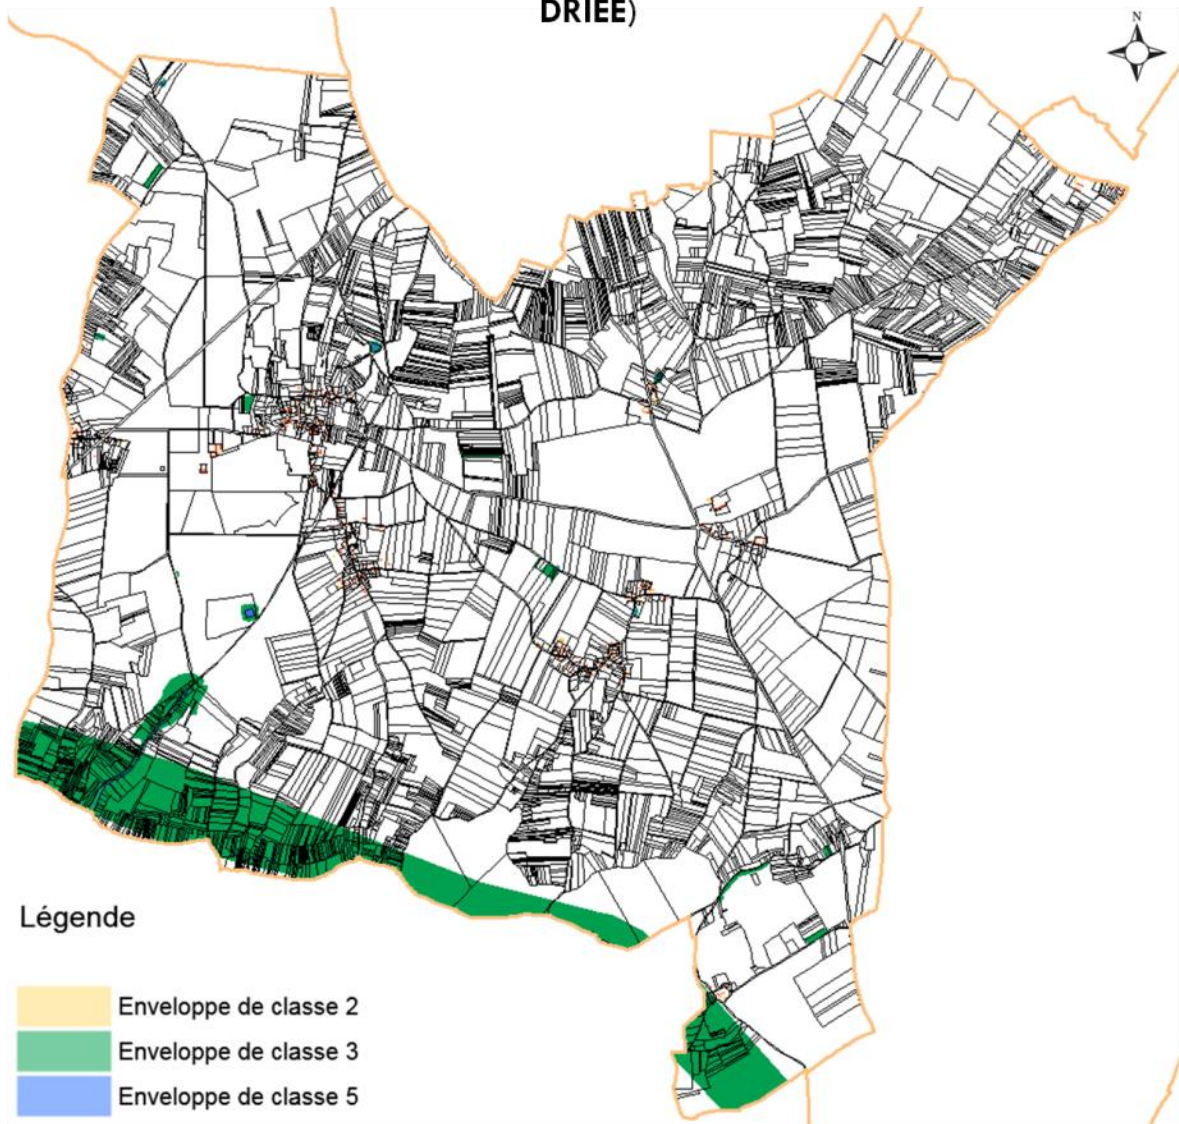 DRIEE)
N
Légende
Enveloppe de classe 2
Enveloppe de classe 3
Enveloppe de classe 5